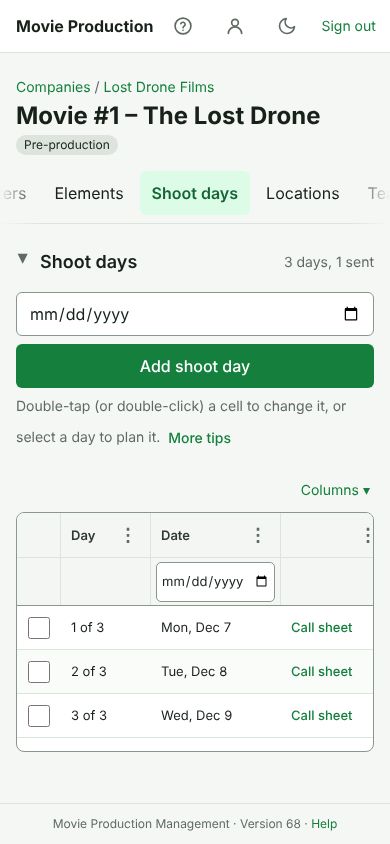 Movie Production Sign out
Companies / Lost Drone Films
Movie #1 – The Lost Drone
Pre-production
ers Elements Shoot days Locations Te
▼ Shoot days 3 days, 1 sent
mm/dd/yyyy
Add shoot day
Double-tap (or double-click) a cell to change it, or
select a day to plan it. More tips
Columns ▾
Day Date
mm/dd/yyyy
1 of 3 Mon, Dec 7 Call sheet
2 of 3 Tue, Dec 8 Call sheet
3 of 3 Wed, Dec 9 Call sheet
Movie Production Management · Version 68 · Help